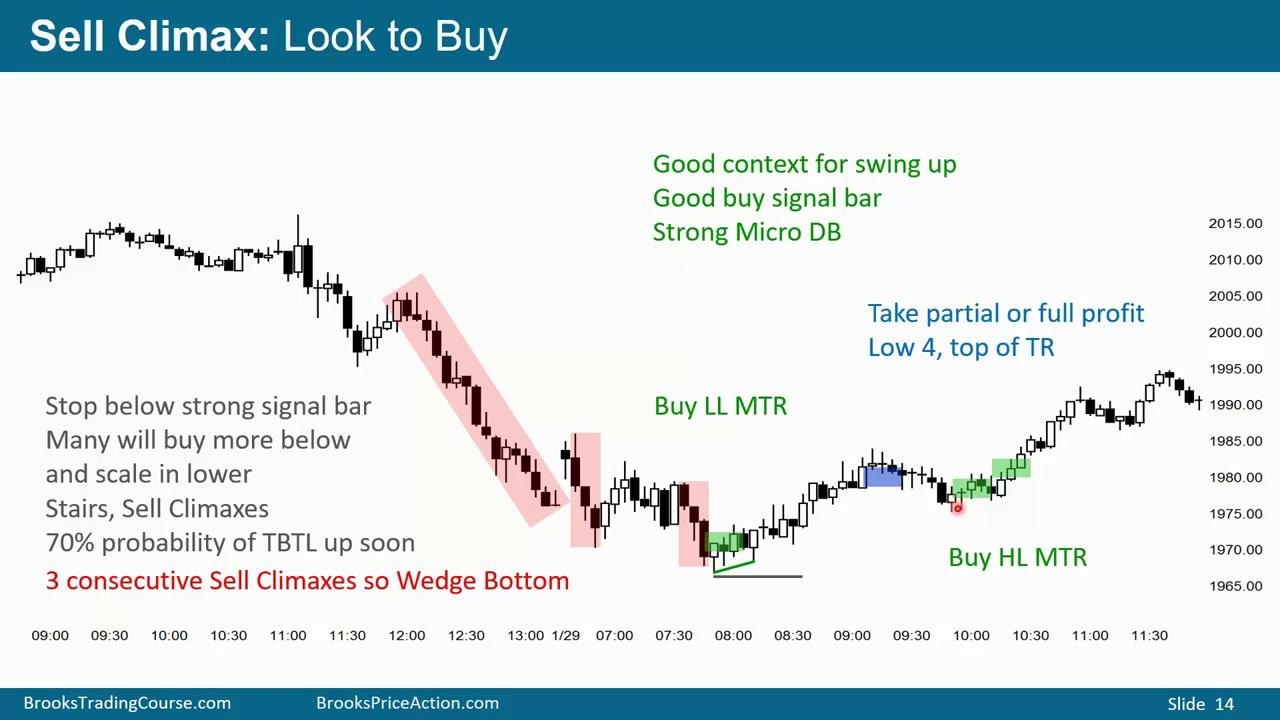 Sell Climax: Look to Buy
Good context for swing up
Good buy signal bar
Strong Micro DB
Take partial or full profit
Low 4, top of TR
Buy LL MTR
Stop below strong signal bar
Many will buy more below
and scale in lower
Stairs, Sell Climaxes
70% probability of TBTL up soon
3 consecutive Sell Climaxes so Wedge Bottom
Buy HL MTR
2015.00
2010.00
2005.00
2000.00
1995.00
1990.00
1985.00
1980.00
1975.00
1970.00
1965.00
09:00 09:30 10:00 10:30 11:00 11:30 12:00 12:30 13:00 1/29 07:00 07:30 08:00 08:30 09:00 09:30 10:00 10:30 11:00 11:30
BrooksTradingCourse.com BrooksPriceAction.com Slide 14